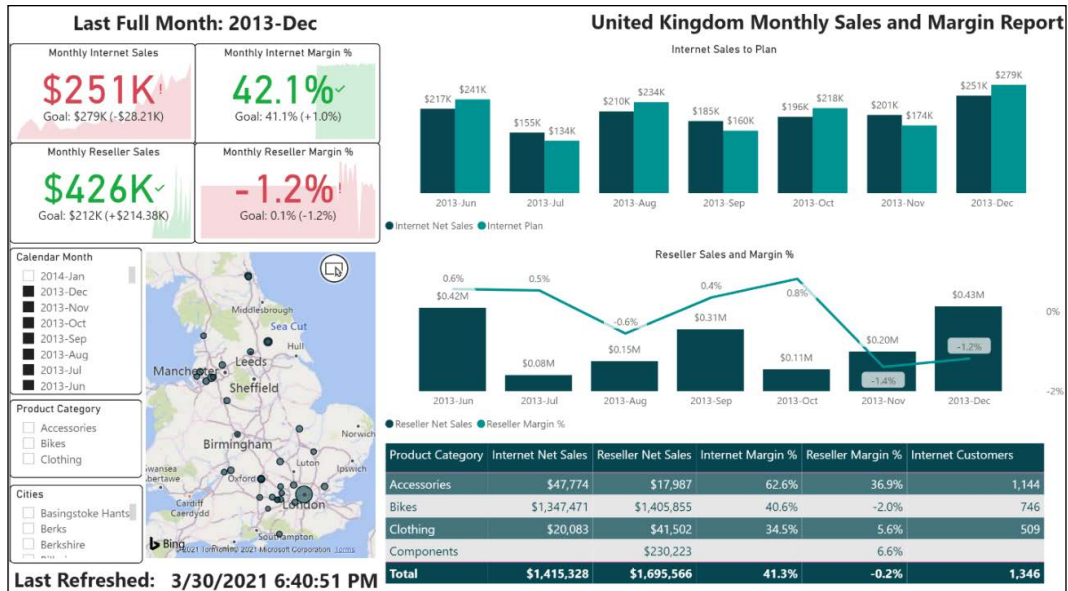 Last Full Month: 2013-Dec
United Kingdom Monthly Sales and Margin Report
Monthly Internet Sales
$251K!
Goal: $279K (-$28.21K)
Monthly Internet Margin %
42.1%✓
Goal: 41.1% (+1.0%)
Monthly Reseller Sales
$426K✓
Goal: $212K (+$214.38K)
Monthly Reseller Margin %
-1.2%!
Goal: 0.1% (-1.2%)
Internet Sales to Plan
$217K $241K $155K $134K $210K $234K $185K $160K $196K $218K $201K $174K $251K $279K
2013-Jun 2013-Jul 2013-Aug 2013-Sep 2013-Oct 2013-Nov 2013-Dec
Internet Net Sales Internet Plan
Calendar Month
2014-Jan
2013-Dec
2013-Nov
2013-Oct
2013-Sep
2013-Aug
2013-Jul
2013-Jun
Product Category
Accessories
Bikes
Clothing
Cities
Basingstoke Hants
Berks
Berkshire
Middlesbrough
Sea Cut
Hull
Leeds
Manchester
Sheffield
Norwich
Birmingham
Luton
Ipswich
Oxford
London
Cardiff
Caerdydd
Southampton
Bing
©2021 TomTom, © 2021 Microsoft Corporation Terms
Reseller Sales and Margin %
0.6% 0.5% -0.6% 0.4% 0.8% -1.4% -1.2%
$0.42M $0.08M $0.15M $0.31M $0.11M $0.20M $0.43M
0%
-2%
2013-Jun 2013-Jul 2013-Aug 2013-Sep 2013-Oct 2013-Nov 2013-Dec
Reseller Net Sales Reseller Margin %
Product Category Internet Net Sales Reseller Net Sales Internet Margin % Reseller Margin % Internet Customers
Accessories $47,774 $17,987 62.6% 36.9% 1,144
Bikes $1,347,471 $1,405,855 40.6% -2.0% 746
Clothing $20,083 $41,502 34.5% 5.6% 509
Components $230,223 6.6%
Total $1,415,328 $1,695,566 41.3% -0.2% 1,346
Last Refreshed: 3/30/2021 6:40:51 PM